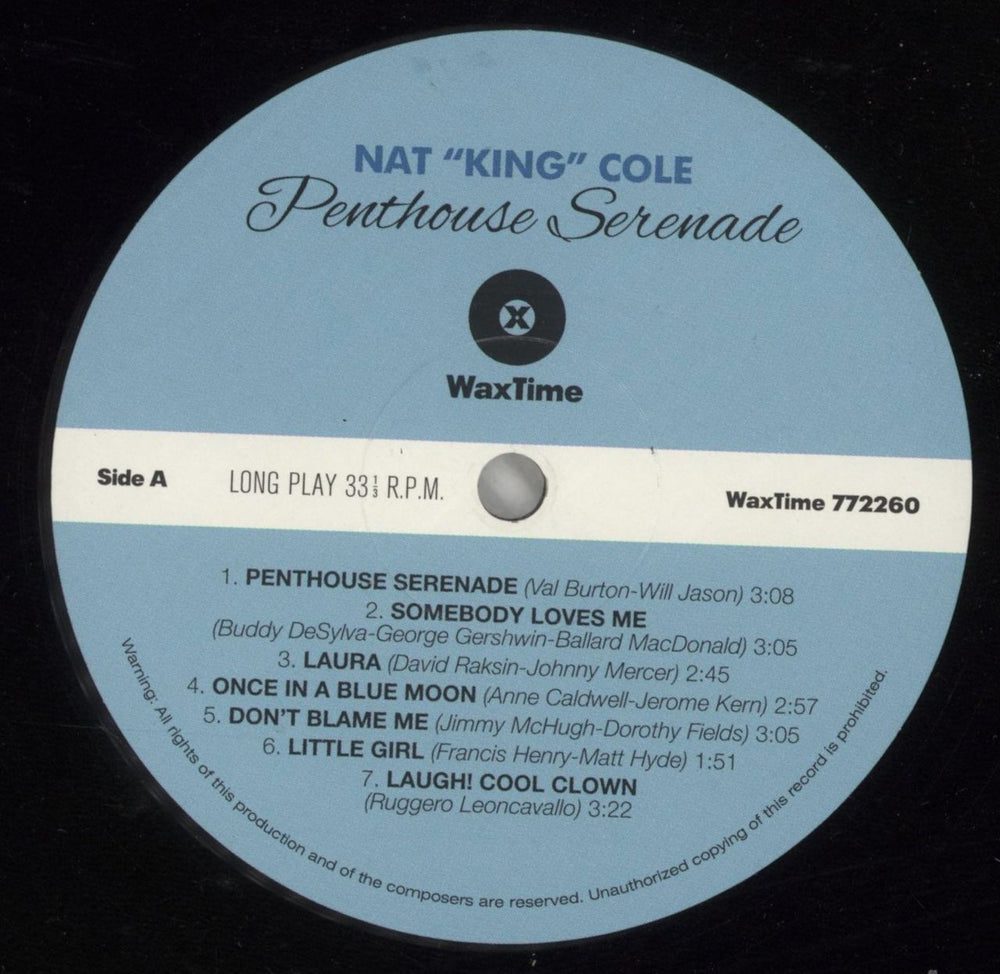 NAT “KING” COLE
Penthouse Serenade
X
WaxTime
Side A
LONG PLAY 33⅓ R.P.M.
WaxTime 772260
1. PENTHOUSE SERENADE (Val Burton-Will Jason) 3:08
2. SOMEBODY LOVES ME
(Buddy DeSylva-George Gershwin-Ballard MacDonald) 3:05
3. LAURA (David Raksin-Johnny Mercer) 2:45
4. ONCE IN A BLUE MOON (Anne Caldwell-Jerome Kern) 2:57
5. DON’T BLAME ME (Jimmy McHugh-Dorothy Fields) 3:05
6. LITTLE GIRL (Francis Henry-Matt Hyde) 1:51
7. LAUGH! COOL CLOWN
(Ruggero Leoncavallo) 3:22
Warning: All rights of this production and of the composers are reserved. Unauthorized copying of this record is prohibited.